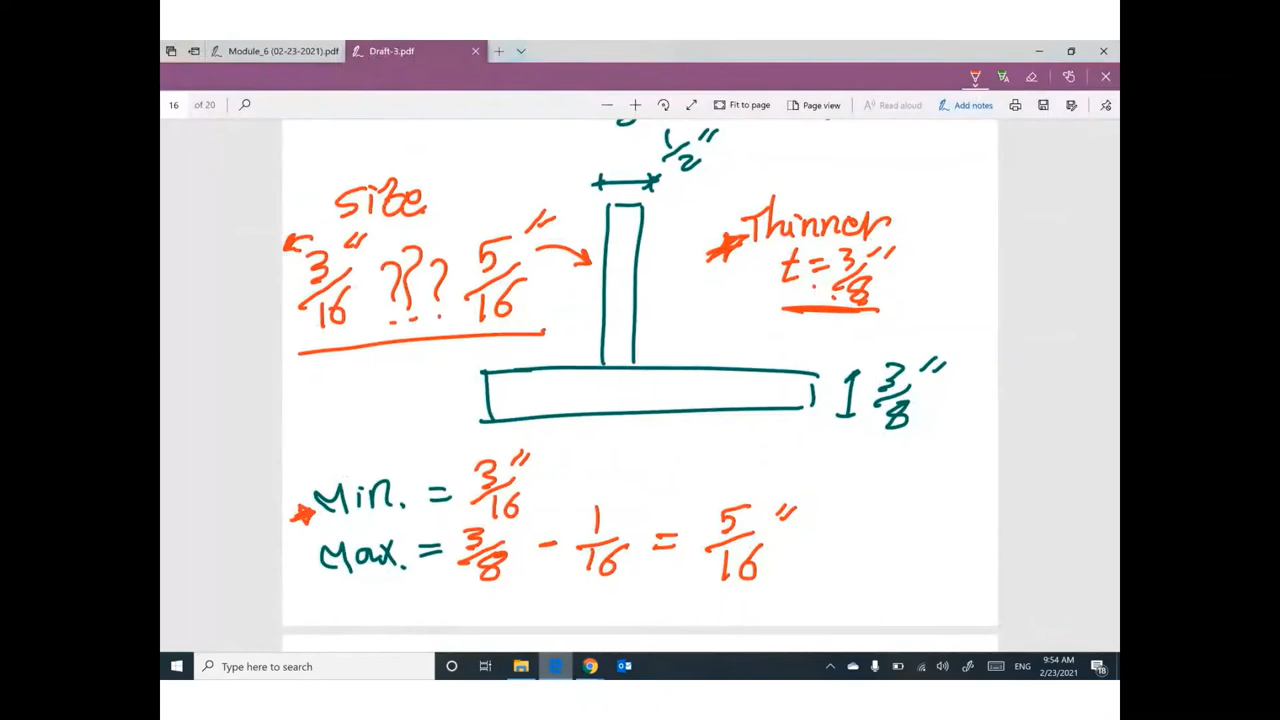 Module_6 (02-23-2021).pdf
Draft-3.pdf
16 of 20
Fit to page
Page view
Read aloud
Add notes
1/2"
size
3/16" ??? 5/16"
Thinner
t = 3/8"
3/8"
Min. = 3/16"
Max. = 3/8 - 1/16 = 5/16"
Type here to search
ENG
9:54 AM
2/23/2021
18